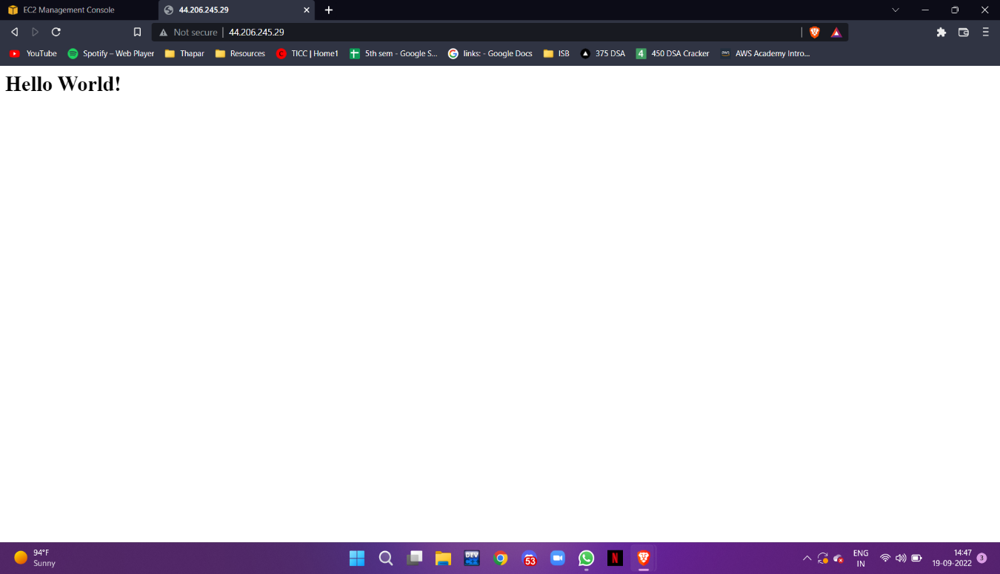 EC2 Management Console
44.206.245.29
Not secure
44.206.245.29
YouTube
Spotify – Web Player
Thapar
Resources
TICC | Home1
5th sem - Google S...
links: - Google Docs
ISB
375 DSA
4
450 DSA Cracker
aws
AWS Academy Intro...
Hello World!
94°F
Sunny
DEV
C++
53
N
ENG
IN
14:47
19-09-2022
3